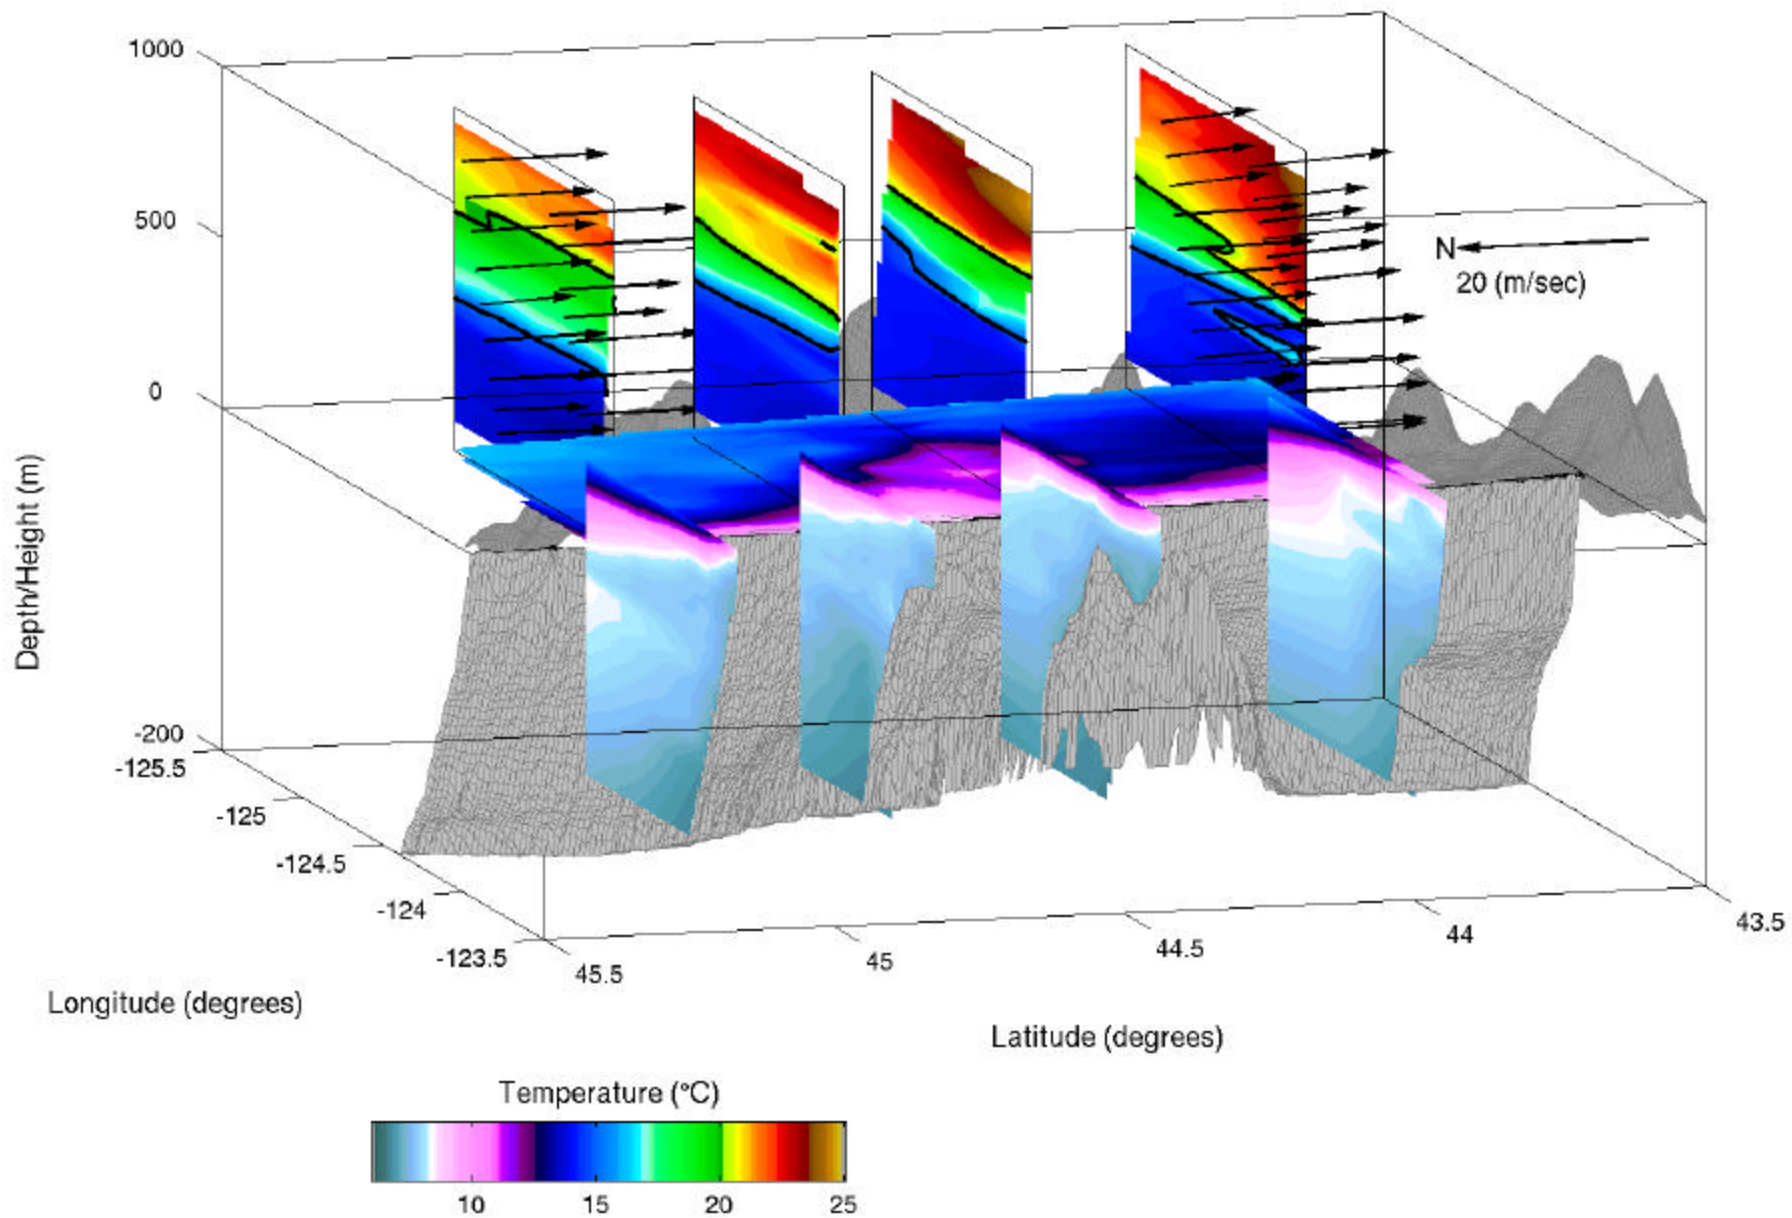 1000
500
0
-200
Depth/Height (m)
N
20 (m/sec)
-125.5
-125
-124.5
-124
-123.5
Longitude (degrees)
45.5
45
44.5
44
43.5
Latitude (degrees)
Temperature (°C)
10 15 20 25